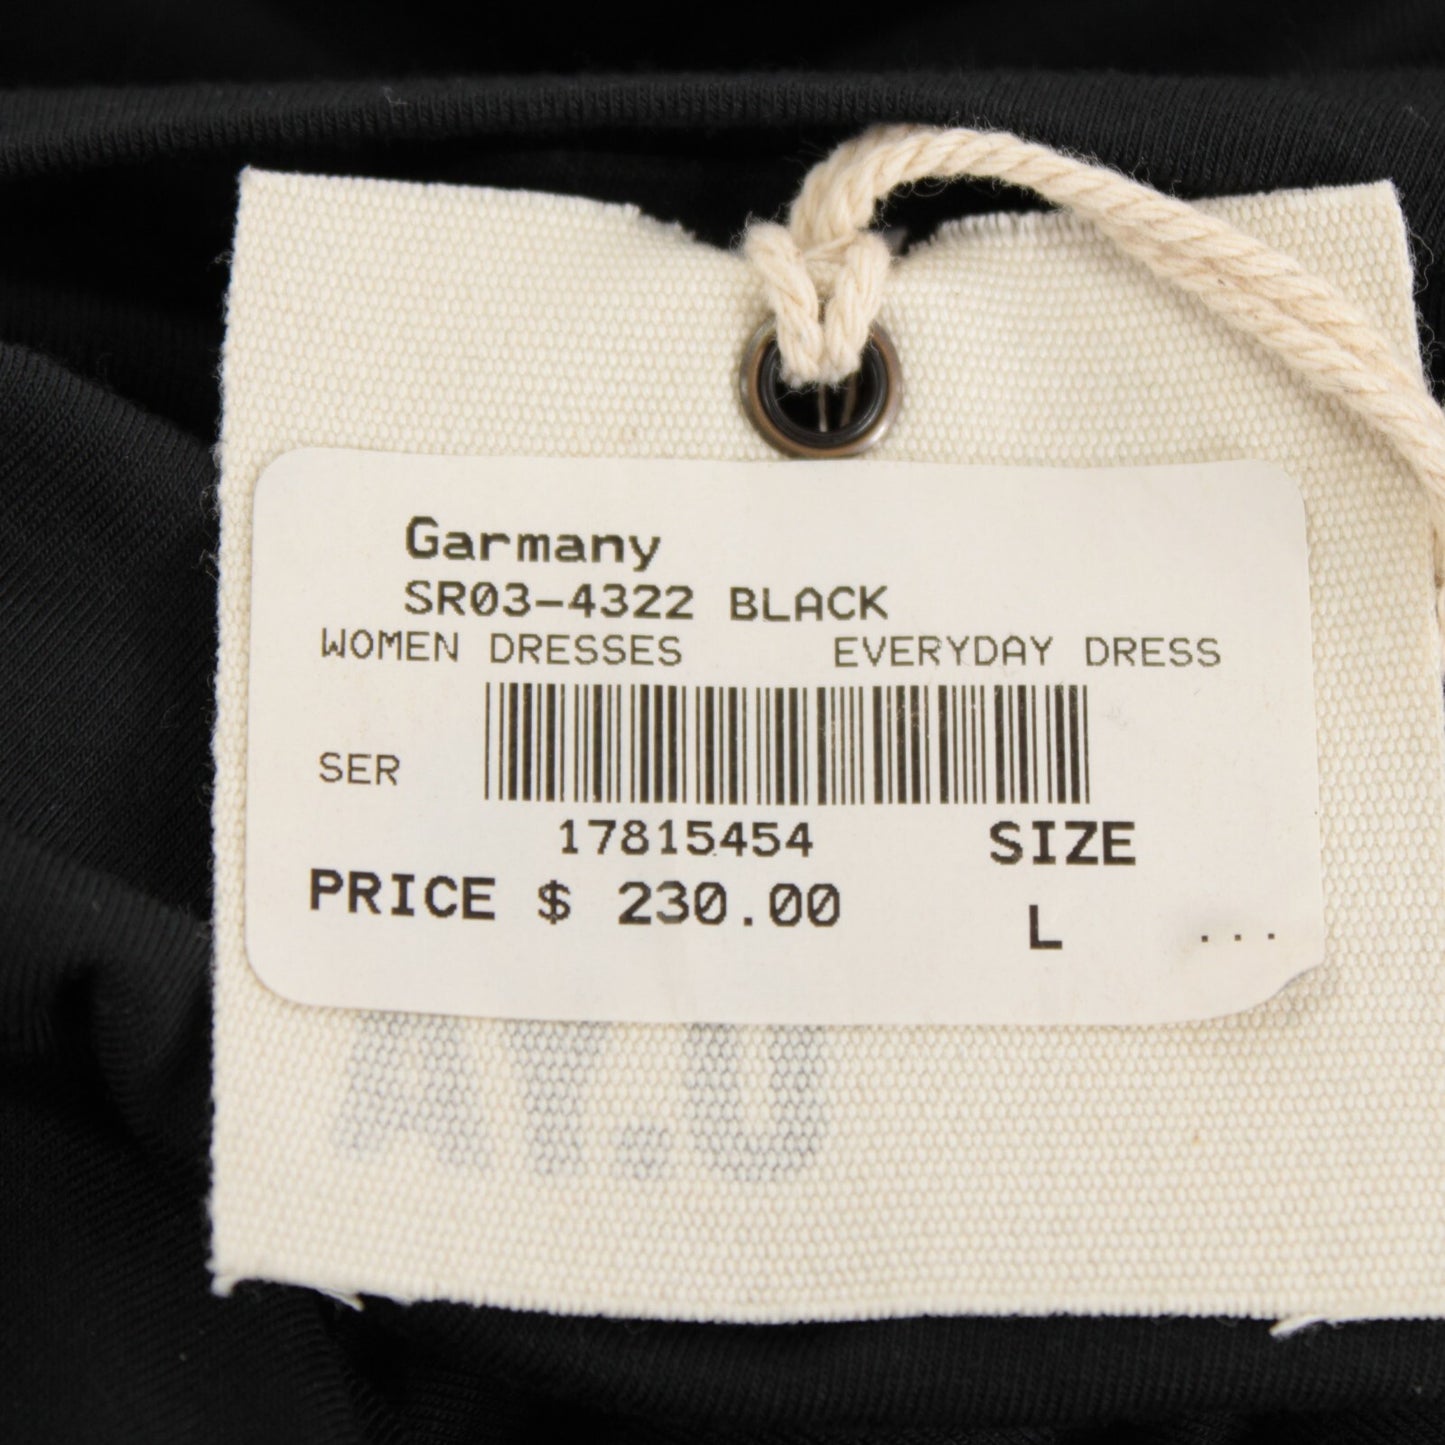 Garmany
SR03-4322 BLACK
WOMEN DRESSES EVERYDAY DRESS
SER
17815454 SIZE
PRICE $ 230.00 L ...